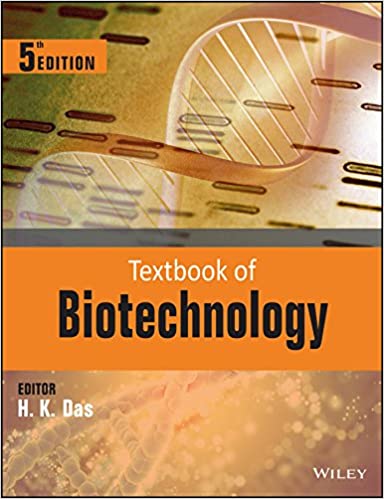 5th EDITION
Textbook of
Biotechnology
EDITOR
H. K. Das
WILEY